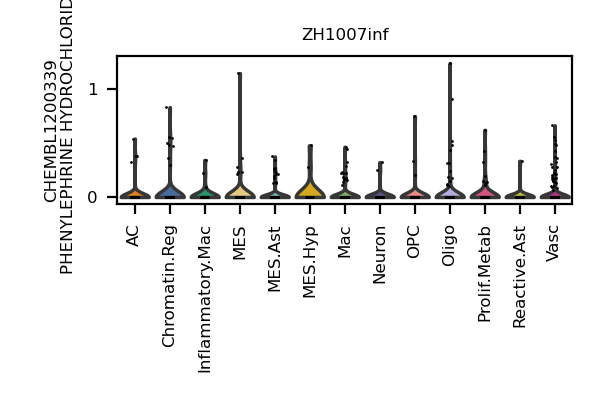 ZH1007inf
CHEMBL1200339
PHENYLEPHRINE HYDROCHLORID
1
0
AC
Chromatin.Reg
Inflammatory.Mac
MES
MES.Ast
MES.Hyp
Mac
Neuron
OPC
Oligo
Prolif.Metab
Reactive.Ast
Vasc